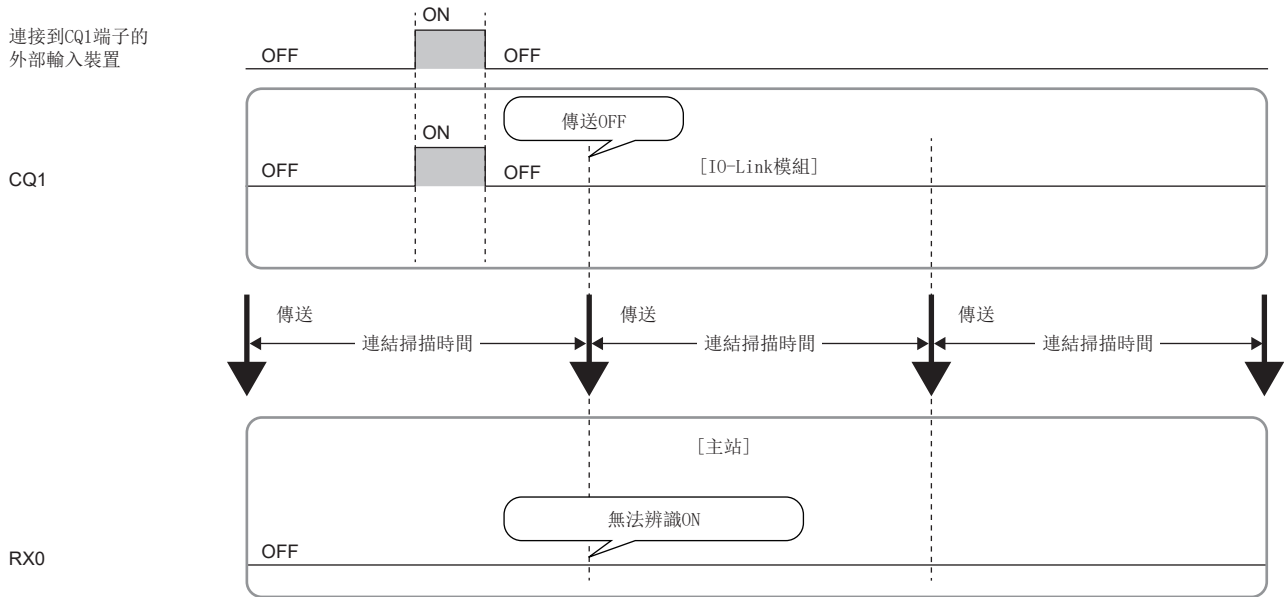 連接到CQ1端子的
外部輸入裝置
OFF
ON
OFF
傳送OFF
CQ1
OFF
ON
OFF
[IO-Link模組]
傳送
傳送
傳送
連結掃描時間
連結掃描時間
連結掃描時間
[主站]
無法辨識ON
RX0
OFF